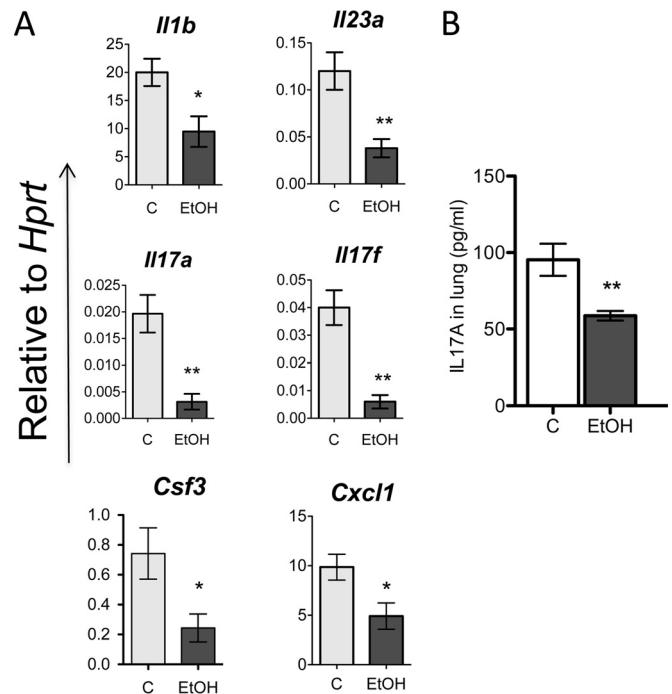 A
B
Relative to Hprt
Il1b
25
20
15
10
5
0
*
C EtOH
Il23a
0.15
0.10
0.05
0.00
**
C EtOH
Il17a
0.025
0.020
0.015
0.010
0.005
0.000
**
C EtOH
Il17f
0.05
0.04
0.03
0.02
0.01
0.00
**
C EtOH
Csf3
1.0
0.8
0.6
0.4
0.2
0.0
*
C EtOH
Cxcl1
15
10
5
0
*
C EtOH
IL17A in lung (pg/ml)
150
100
50
0
**
C EtOH